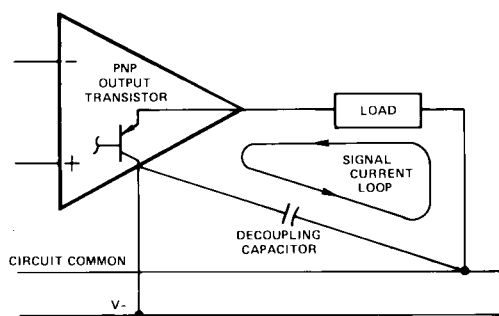 PNP
OUTPUT
TRANSISTOR
−
+
LOAD
SIGNAL
CURRENT
LOOP
DECOUPLING
CAPACITOR
CIRCUIT COMMON
V-